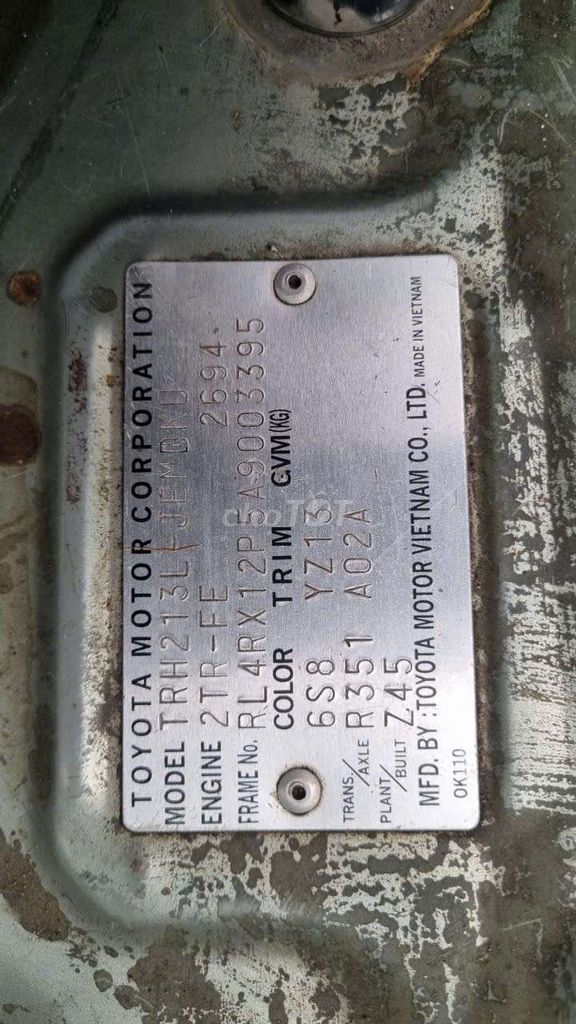 TOYOTA MOTOR CORPORATION
MODEL TRH213L-JEMDKU
ENGINE 2TR-FE 2694
FRAME No. RL4RX12P5A9003395
COLOR TRIM GVM(KG)
6S8 YZ13
TRANS./AXLE R351 A02A
PLANT/BUILT Z45
MFD. BY : TOYOTA MOTOR VIETNAM CO., LTD. MADE IN VIETNAM
OK110
chợTỐT